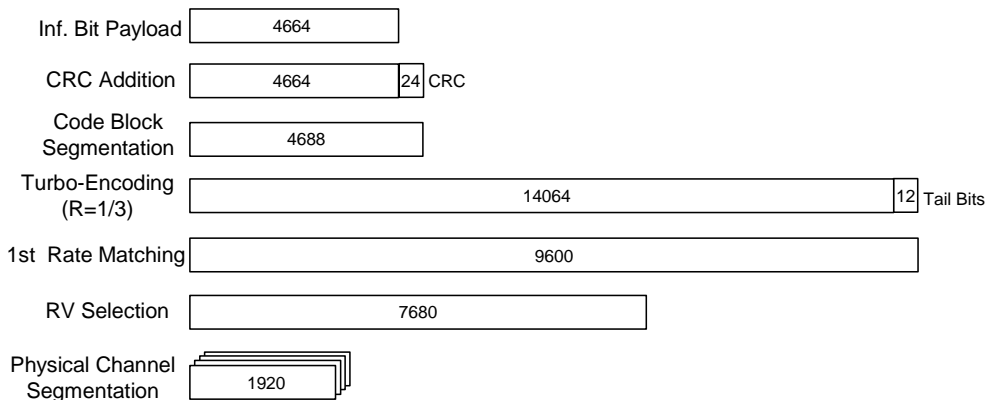 Inf. Bit Payload 4664
CRC Addition 4664 24 CRC
Code Block
Segmentation 4688
Turbo-Encoding
(R=1/3) 14064 12 Tail Bits
1st Rate Matching 9600
RV Selection 7680
Physical Channel
Segmentation 1920